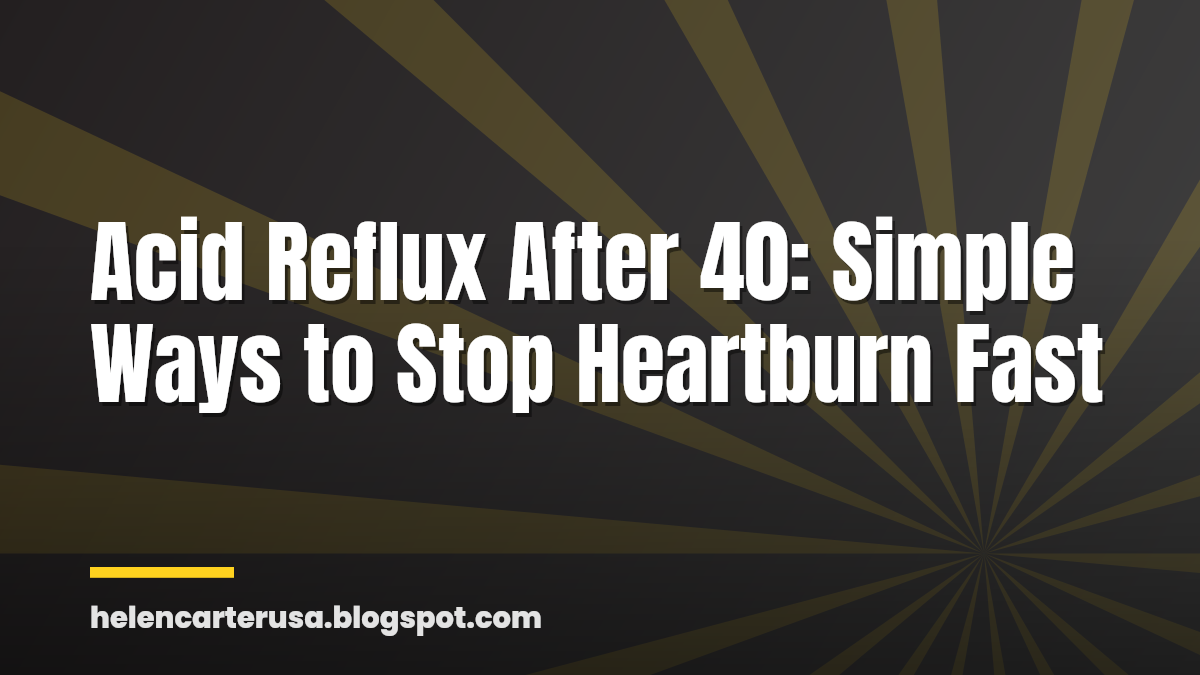 Acid Reflux After 40: Simple
Ways to Stop Heartburn Fast
helencarterusa.blogspot.com